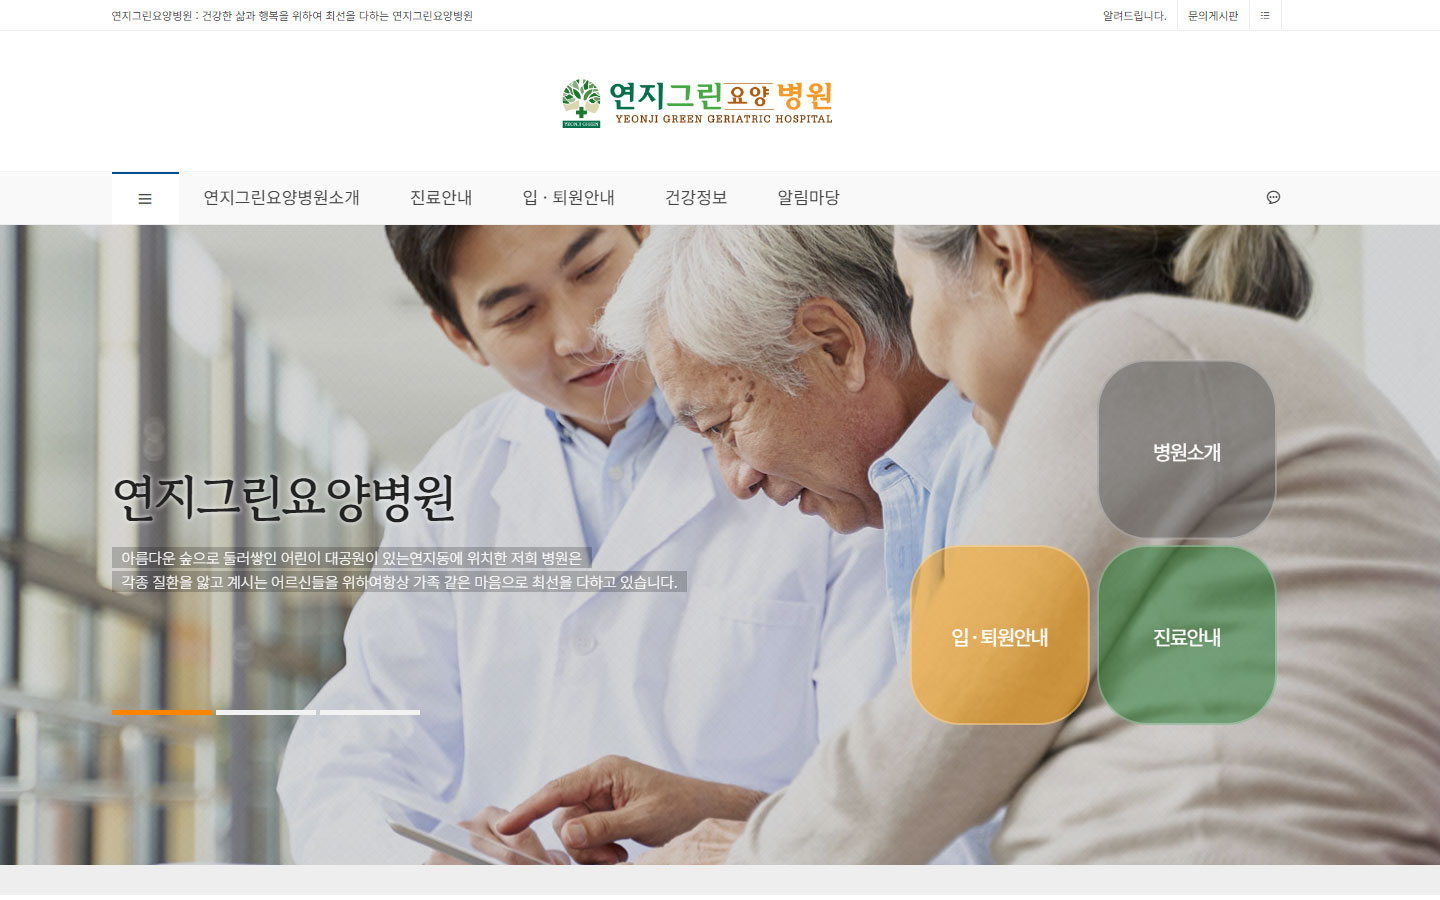 연지그린요양병원 : 건강한 삶과 행복을 위하여 최선을 다하는 연지그린요양병원
알려드립니다.
문의게시판
연지그린요양병원
YEONJI GREEN GERIATRIC HOSPITAL
YEONJI GREEN
연지그린요양병원소개
진료안내
입 · 퇴원안내
건강정보
알림마당
병원소개
연지그린요양병원
아름다운 숲으로 둘러쌓인 어린이 대공원이 있는연지동에 위치한 저희 병원은
각종 질환을 앓고 계시는 어르신들을 위하여항상 가족 같은 마음으로 최선을 다하고 있습니다.
입 · 퇴원안내
진료안내